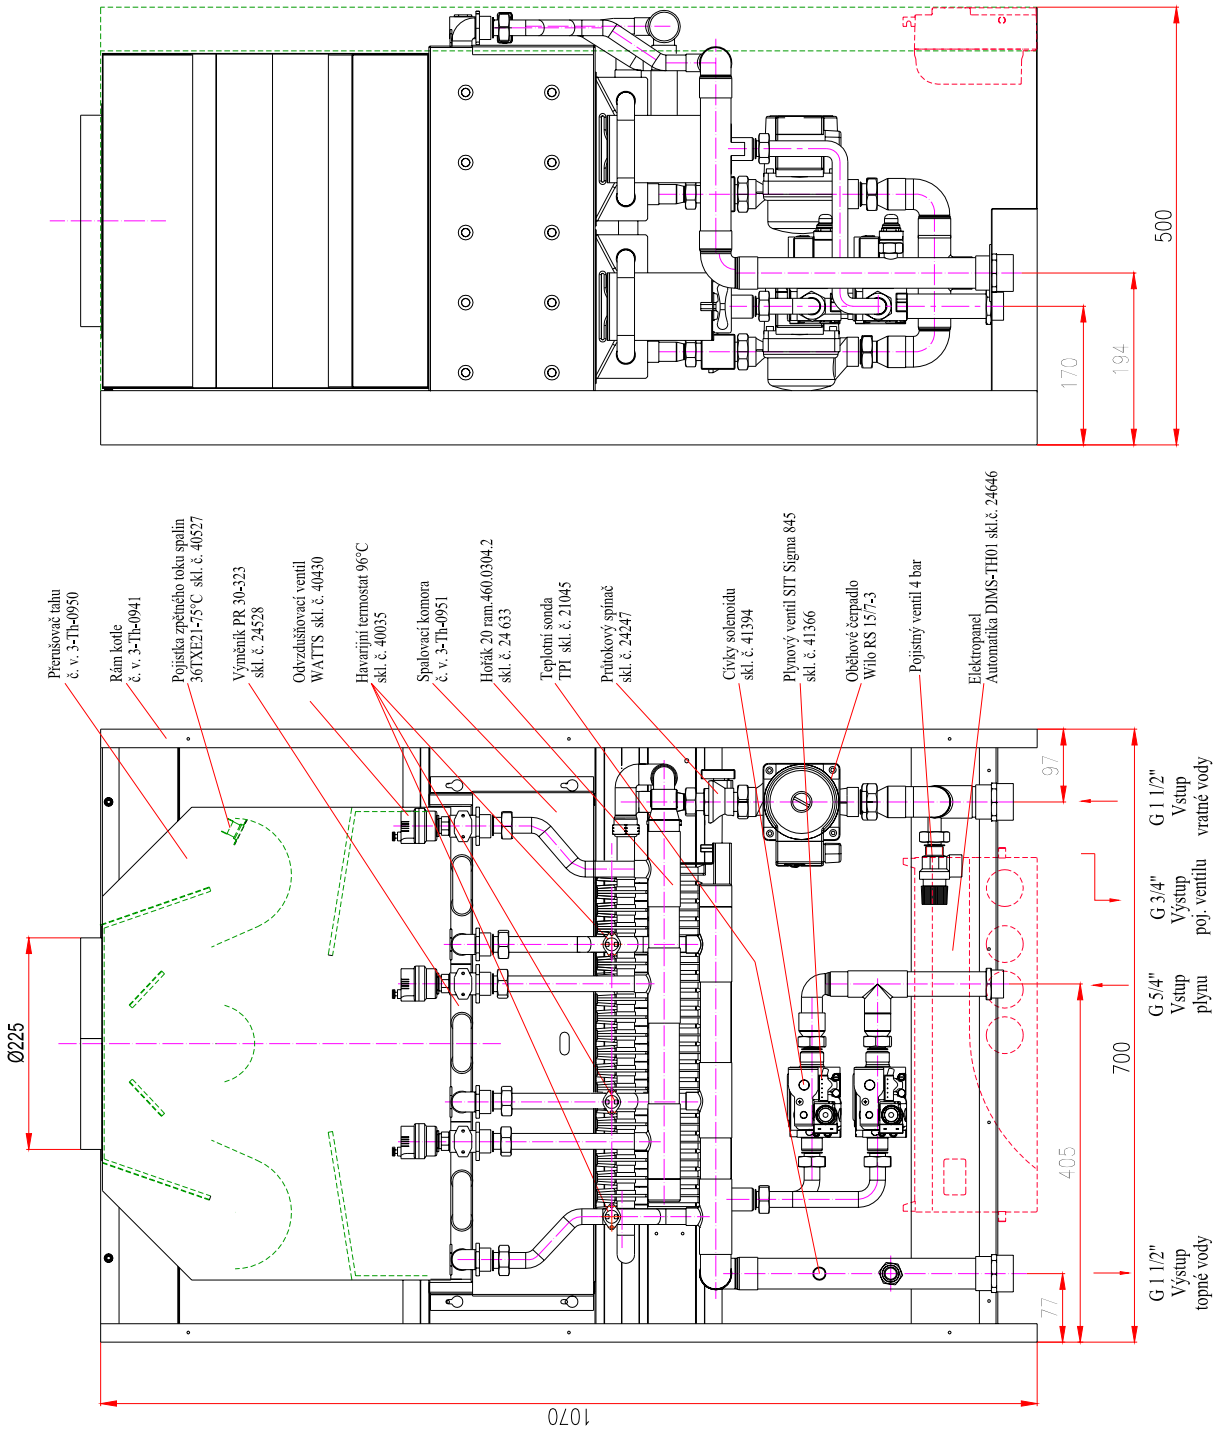 Přerušovač tahu
č. v. 3-Th-0950
Rám kotle
č. v. 3-Th-0941
Pojistka zpětného toku spalin
36TXE21-75°C skl. č. 40527
Výměník PR 30-323
skl. č. 24528
Odvzdušňovací ventil
WATTS skl. č. 40430
Havarijní termostat 96°C
skl. č. 40035
Spalovací komora
č. v. 3-Th-0951
Hořák 20 ram.460.0304.2
skl. č. 24 633
Teplotní sonda
TPI skl. č. 21045
Průtokový spínač
skl. č. 24247
Cívky solenoidu
skl. č. 41394
Plynový ventil SIT Sigma 845
skl. č. 41366
Oběhové čerpadlo
Wilo RS 15/7-3
Pojistný ventil 4 bar
Elektropanel
Automatika DIMS-TH01 skl.č. 24646
500
194
170
Ø225
97
700
405
77
1070
G 1 1/2"
Vstup
vratné vody
G 3/4"
Výstup
poj. ventilu
G 5/4"
Vstup
plynu
G 1 1/2"
Výstup
topné vody